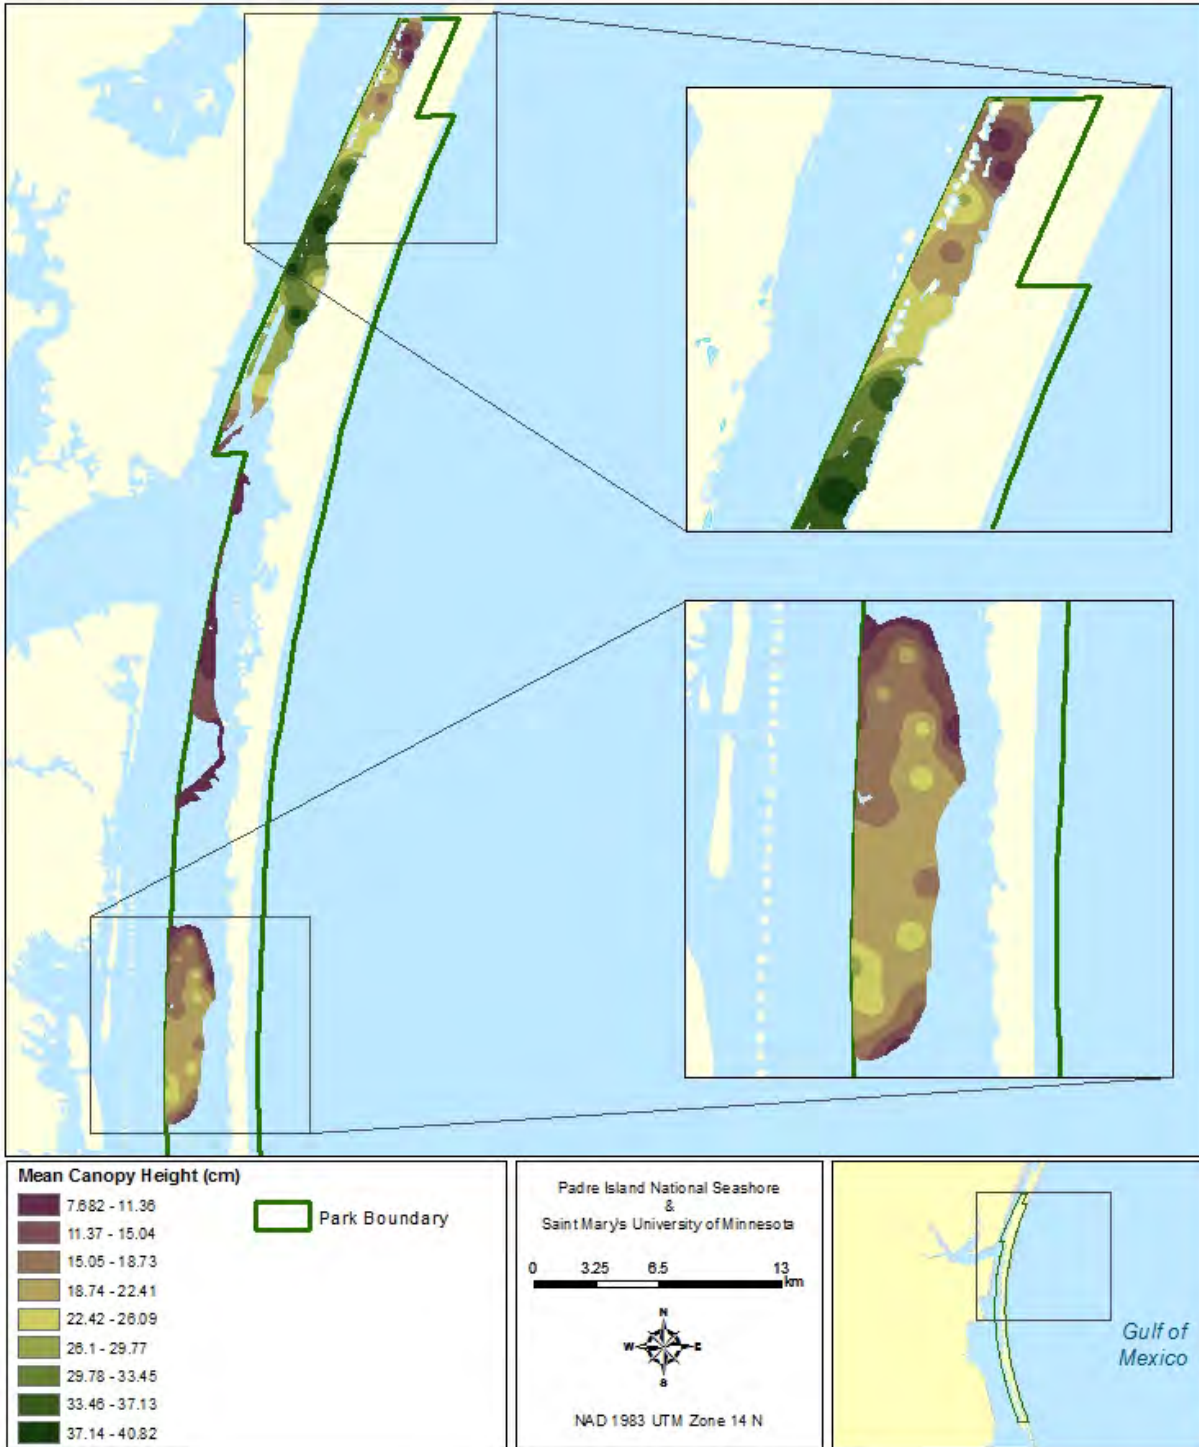 Mean Canopy Height (cm)
7.682 - 11.36
11.37 - 15.04
15.05 - 18.73
18.74 - 22.41
22.42 - 26.09
26.1 - 29.77
29.78 - 33.45
33.46 - 37.13
37.14 - 40.82
Park Boundary
Padre Island National Seashore
&
Saint Mary's University of Minnesota
0 3.25 6.5 13
km
N
W E
S
NAD 1983 UTM Zone 14 N
Gulf of
Mexico